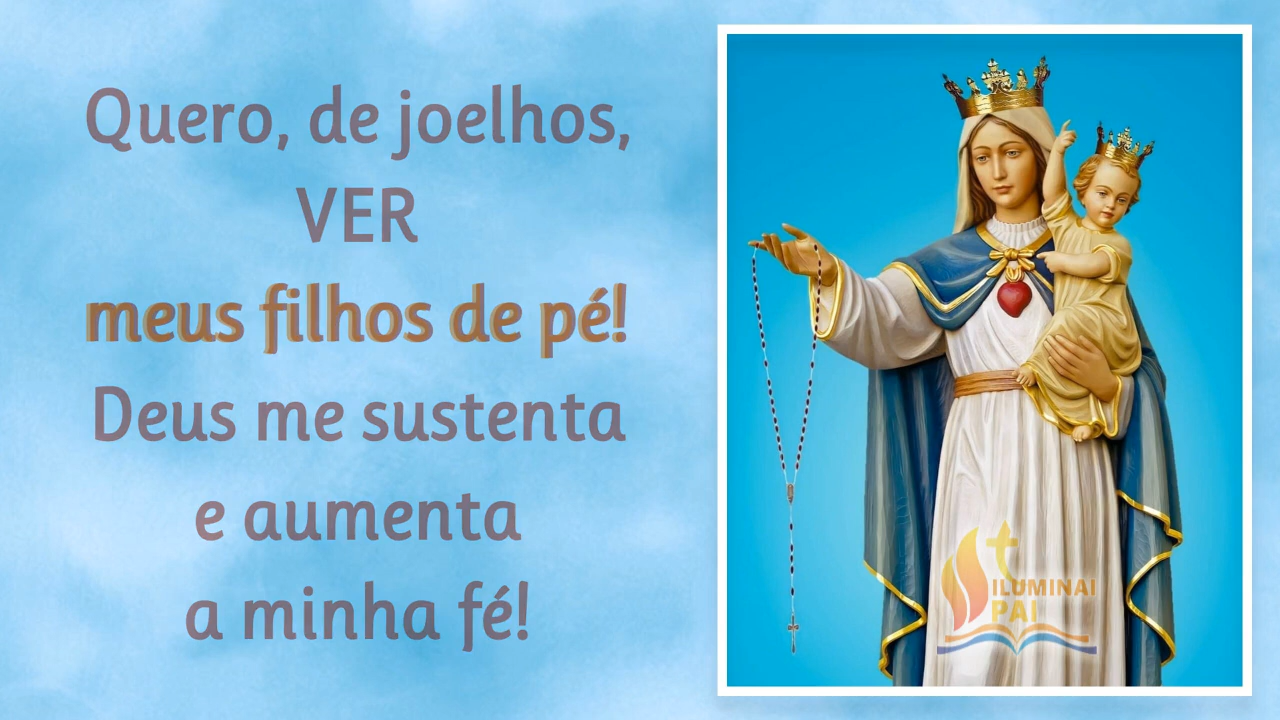 Quero, de joelhos,
VER
meus filhos de pé!
Deus me sustenta
e aumenta
a minha fé!
ILUMINAI
PAI